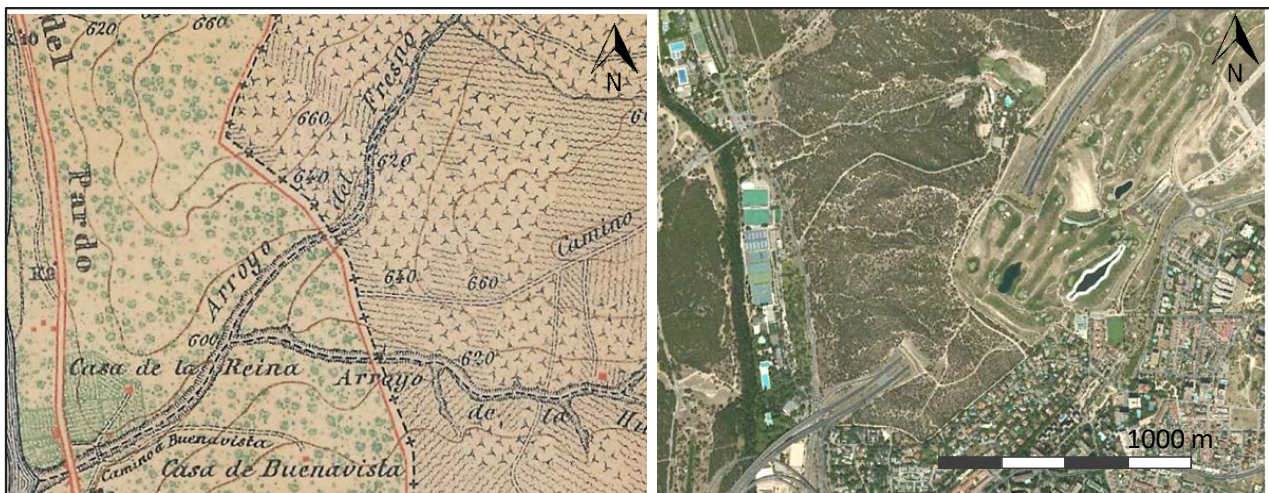 620
del
Pardo
660
Fresno
N
640
620
del
Camino
Arroyo
640
660
600
620
Casa de la Reina
Arroyo
de la Hu
Camino a Buenavista
Casa de Buenavista
N
1000 m